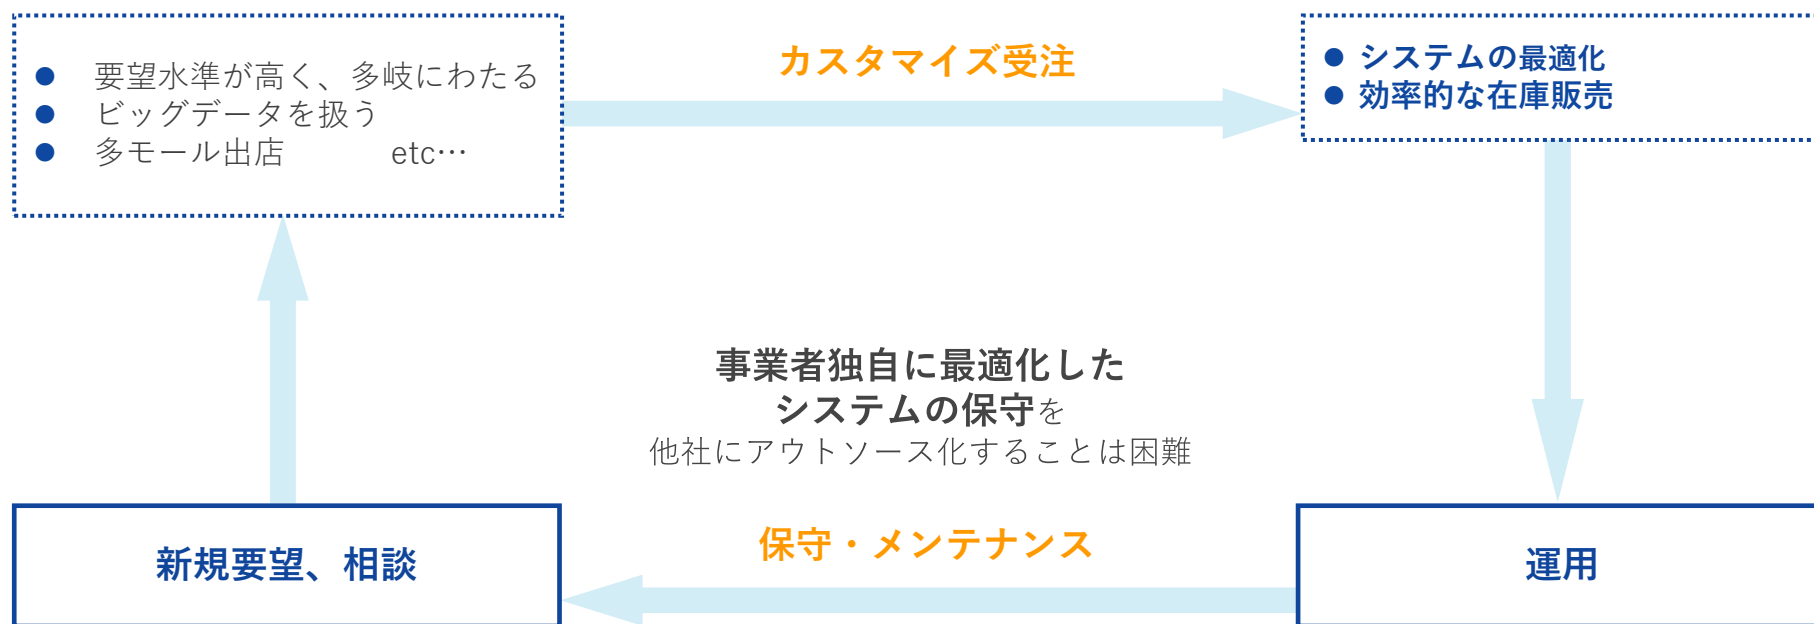 要望水準が高く、多岐にわたる
ビッグデータを扱う
多モール出店 etc…
カスタマイズ受注
システムの最適化
効率的な在庫販売
事業者独自に最適化した
システムの保守を
他社にアウトソース化することは困難
新規要望、相談
保守・メンテナンス
運用